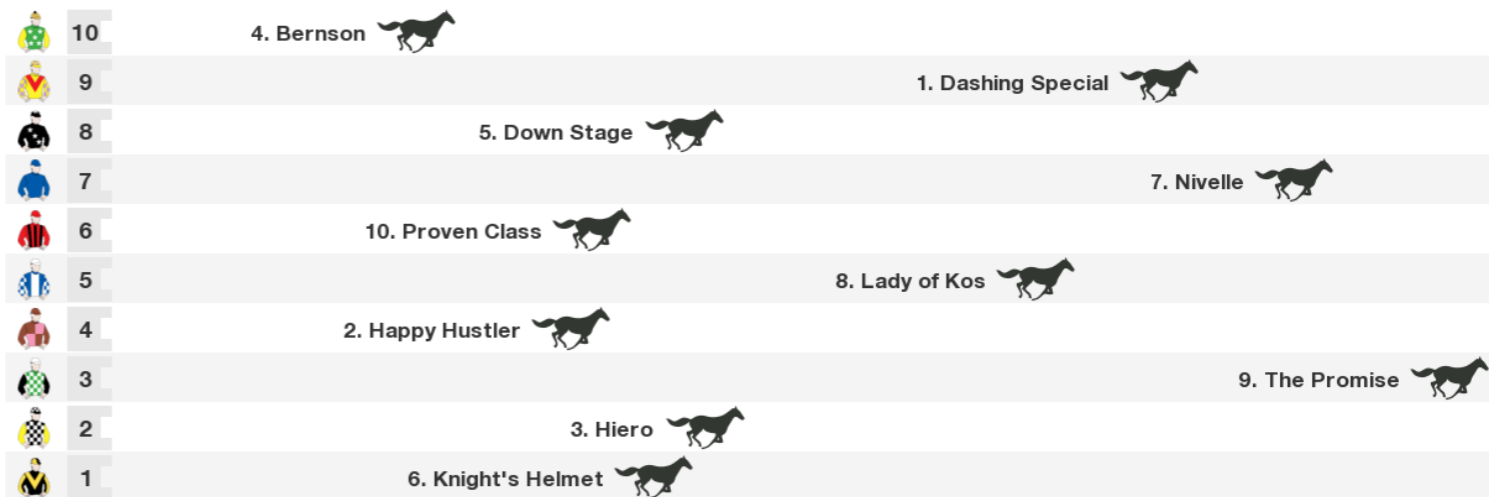 10 4. Bernson
9 1. Dashing Special
8 5. Down Stage
7 7. Nivelle
6 10. Proven Class
5 8. Lady of Kos
4 2. Happy Hustler
3 9. The Promise
2 3. Hiero
1 6. Knight's Helmet